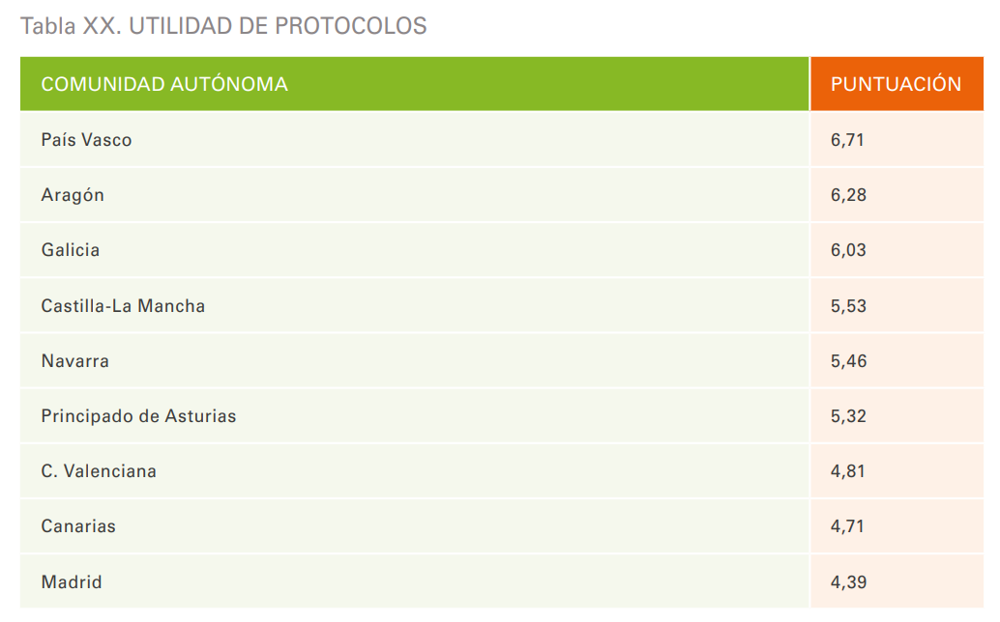 Tabla XX. UTILIDAD DE PROTOCOLOS
COMUNIDAD AUTÓNOMA PUNTUACIÓN
País Vasco 6,71
Aragón 6,28
Galicia 6,03
Castilla-La Mancha 5,53
Navarra 5,46
Principado de Asturias 5,32
C. Valenciana 4,81
Canarias 4,71
Madrid 4,39